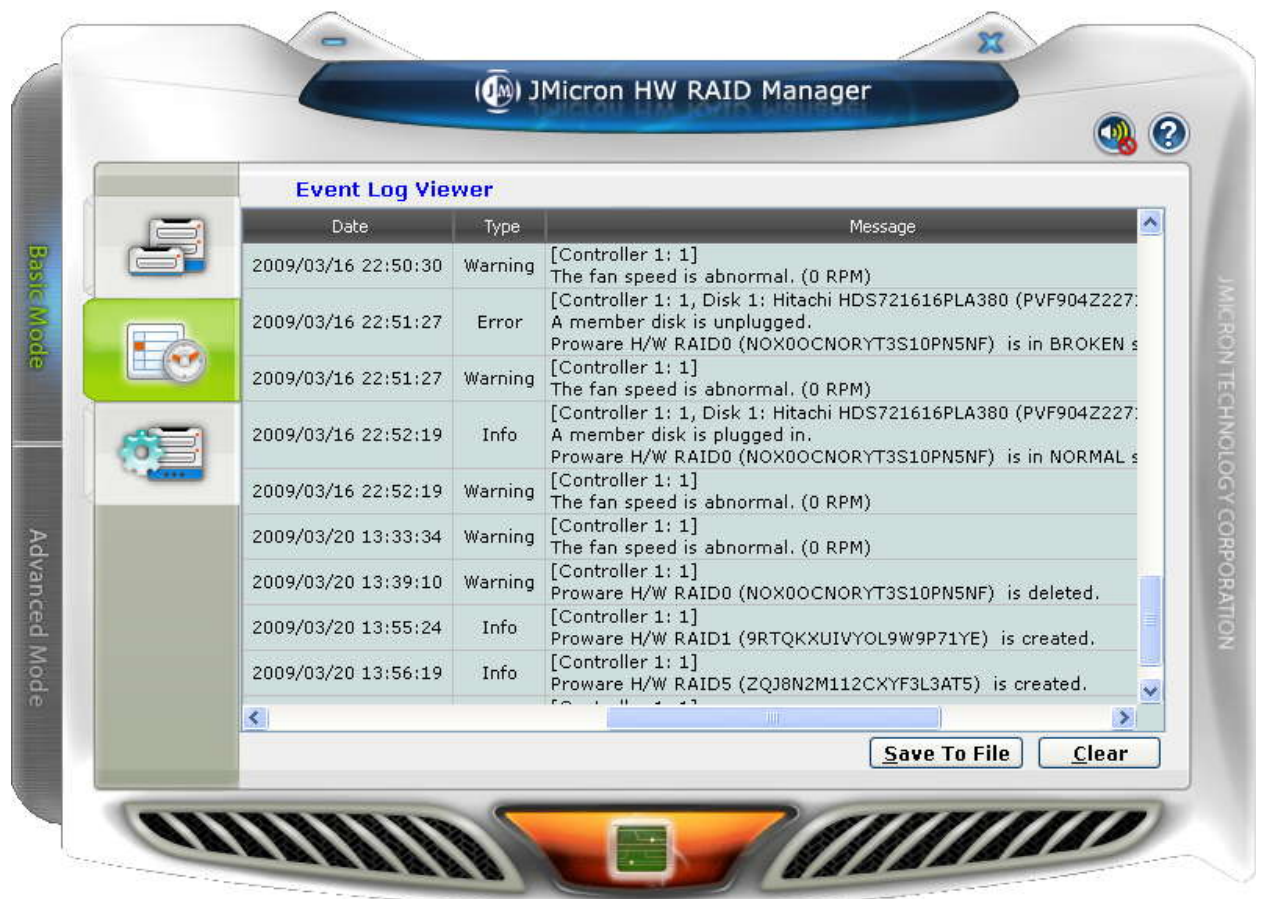 JMicron HW RAID Manager
Basic Mode
Advanced Mode
Event Log Viewer
Date Type Message
2009/03/16 22:50:30 Warning [Controller 1: 1]
The fan speed is abnormal. (0 RPM)
2009/03/16 22:51:27 Error [Controller 1: 1, Disk 1: Hitachi HDS721616PLA380 (PVF904Z227
A member disk is unplugged.
Proware H/W RAID0 (NOX0OCNORYT3S10PN5NF) is in BROKEN s
2009/03/16 22:51:27 Warning [Controller 1: 1]
The fan speed is abnormal. (0 RPM)
2009/03/16 22:52:19 Info [Controller 1: 1, Disk 1: Hitachi HDS721616PLA380 (PVF904Z227
A member disk is plugged in.
Proware H/W RAID0 (NOX0OCNORYT3S10PN5NF) is in NORMAL s
2009/03/16 22:52:19 Warning [Controller 1: 1]
The fan speed is abnormal. (0 RPM)
2009/03/20 13:33:34 Warning [Controller 1: 1]
The fan speed is abnormal. (0 RPM)
2009/03/20 13:39:10 Warning [Controller 1: 1]
Proware H/W RAID0 (NOX0OCNORYT3S10PN5NF) is deleted.
2009/03/20 13:55:24 Info [Controller 1: 1]
Proware H/W RAID1 (9RTQKXUIVYOL9W9P71YE) is created.
2009/03/20 13:56:19 Info [Controller 1: 1]
Proware H/W RAID5 (ZQJ8N2M112CXYF3L3AT5) is created.
Save To File Clear
JMICRON TECHNOLOGY CORPORATION